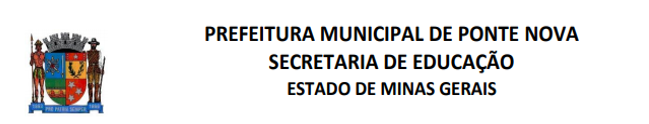 PREFEITURA MUNICIPAL DE PONTE NOVA
SECRETARIA DE EDUCAÇÃO
ESTADO DE MINAS GERAIS